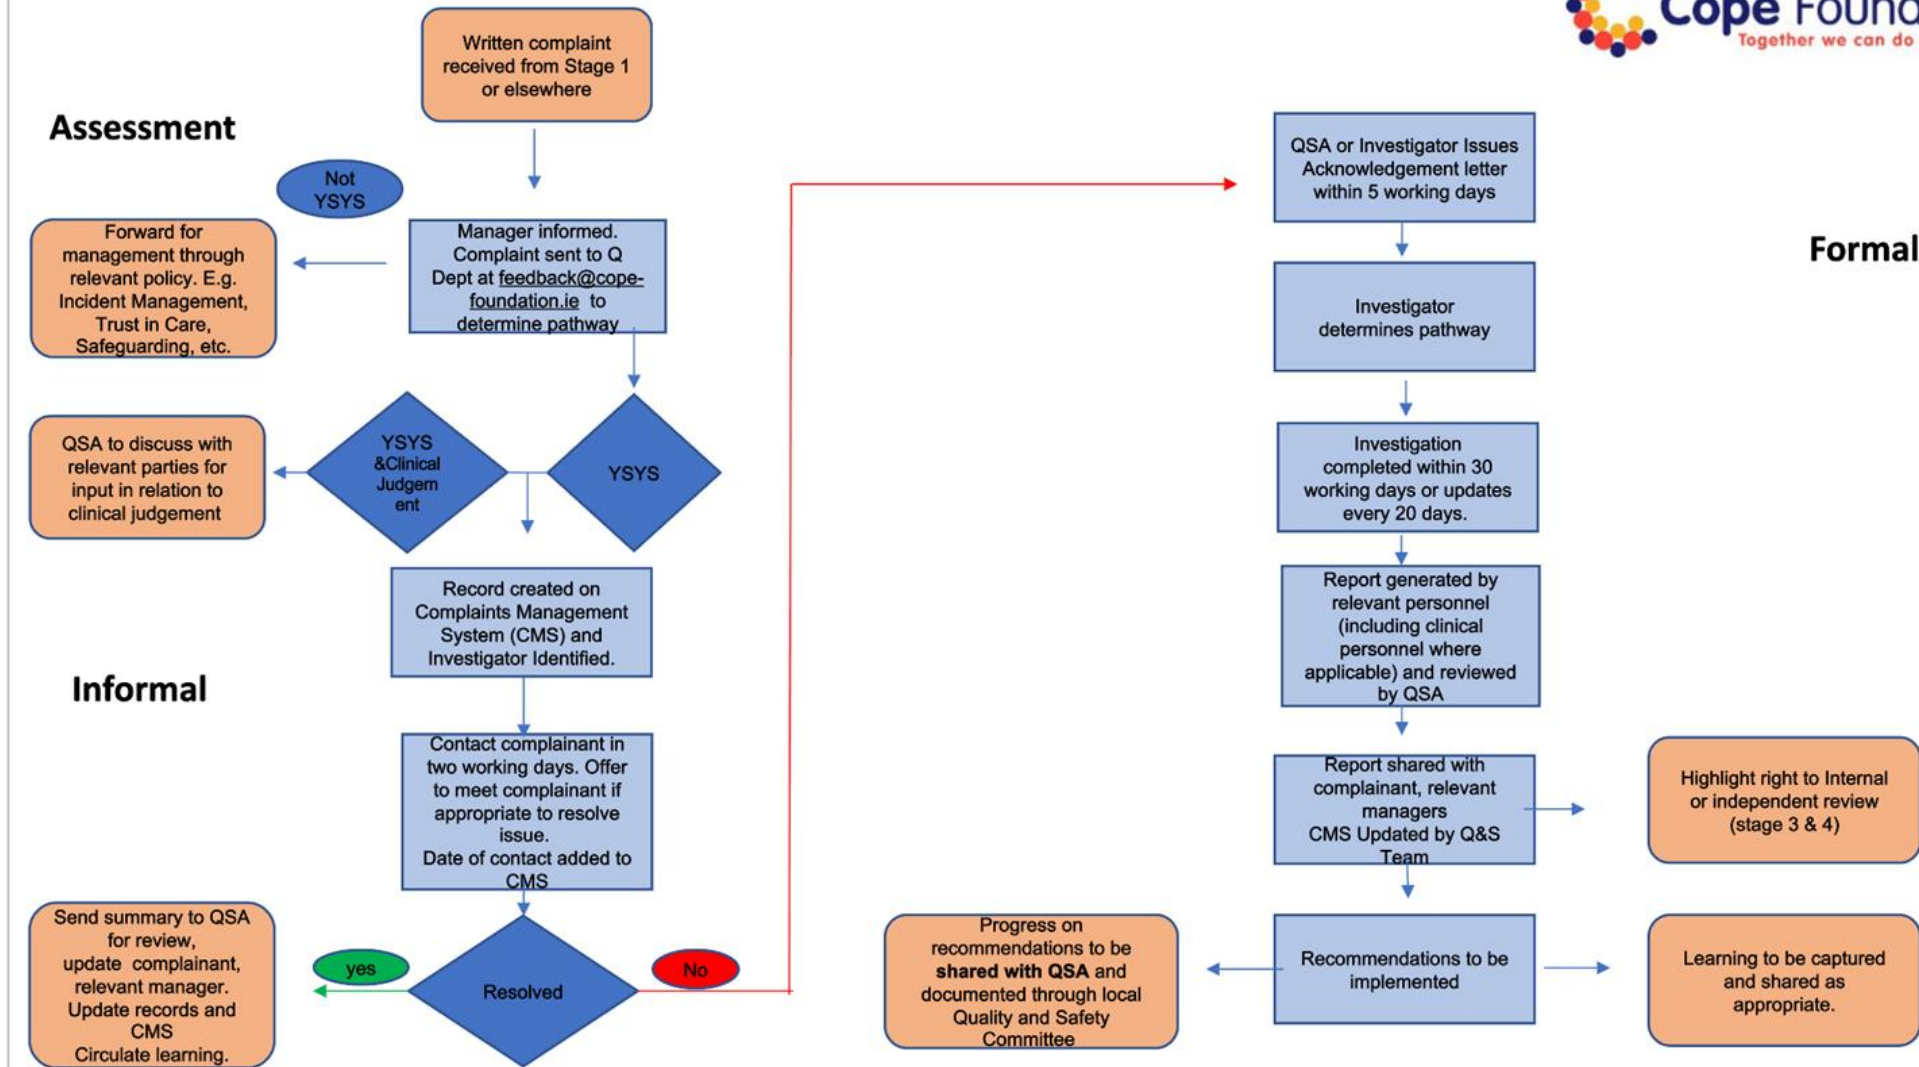 Cope Found
Together we can do
Written complaint
received from Stage 1
or elsewhere
Assessment
Not
YSYS
Forward for
management through
relevant policy. E.g.
Incident Management,
Trust in Care,
Safeguarding, etc.
Manager informed.
Complaint sent to Q
Dept at feedback@cope-
foundation.ie to
determine pathway
QSA to discuss with
relevant parties for
input in relation to
clinical judgement
YSYS
&Clinical
Judgem
ent
YSYS
Record created on
Complaints Management
System (CMS) and
Investigator Identified.
Informal
Contact complainant in
two working days. Offer
to meet complainant if
appropriate to resolve
issue.
Date of contact added to
CMS
Send summary to QSA
for review,
update complainant,
relevant manager.
Update records and
CMS
Circulate learning.
yes
Resolved
No
QSA or Investigator Issues
Acknowledgement letter
within 5 working days
Formal
Investigator
determines pathway
Investigation
completed within 30
working days or updates
every 20 days.
Report generated by
relevant personnel
(including clinical
personnel where
applicable) and reviewed
by QSA
Report shared with
complainant, relevant
managers
CMS Updated by Q&S
Team
Highlight right to Internal
or independent review
(stage 3 & 4)
Progress on
recommendations to be
shared with QSA and
documented through local
Quality and Safety
Committee
Recommendations to be
implemented
Learning to be captured
and shared as
appropriate.